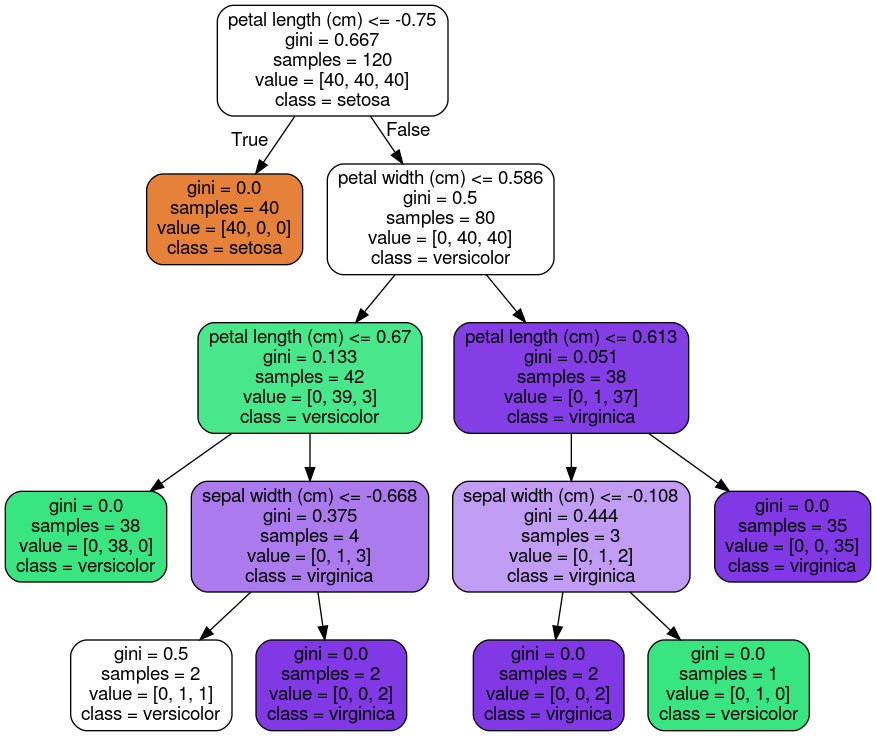 petal length (cm) <= -0.75
gini = 0.667
samples = 120
value = [40, 40, 40]
class = setosa
True
False
gini = 0.0
samples = 40
value = [40, 0, 0]
class = setosa
petal width (cm) <= 0.586
gini = 0.5
samples = 80
value = [0, 40, 40]
class = versicolor
petal length (cm) <= 0.67
gini = 0.133
samples = 42
value = [0, 39, 3]
class = versicolor
petal length (cm) <= 0.613
gini = 0.051
samples = 38
value = [0, 1, 37]
class = virginica
gini = 0.0
samples = 38
value = [0, 38, 0]
class = versicolor
sepal width (cm) <= -0.668
gini = 0.375
samples = 4
value = [0, 1, 3]
class = virginica
sepal width (cm) <= -0.108
gini = 0.444
samples = 3
value = [0, 1, 2]
class = virginica
gini = 0.0
samples = 35
value = [0, 0, 35]
class = virginica
gini = 0.5
samples = 2
value = [0, 1, 1]
class = versicolor
gini = 0.0
samples = 2
value = [0, 0, 2]
class = virginica
gini = 0.0
samples = 2
value = [0, 0, 2]
class = virginica
gini = 0.0
samples = 1
value = [0, 1, 0]
class = versicolor